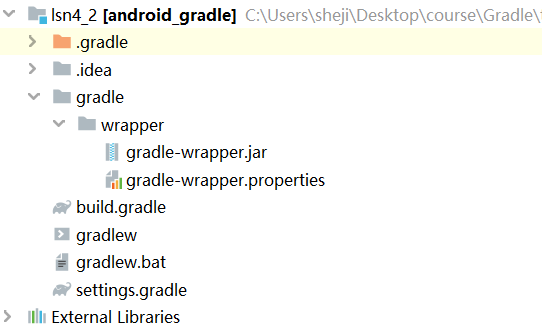 lsn4_2 [android_gradle] C:\Users\sheji\Desktop\course\Gradle\
.gradle
.idea
gradle
wrapper
gradle-wrapper.jar
gradle-wrapper.properties
build.gradle
gradlew
gradlew.bat
settings.gradle
External Libraries